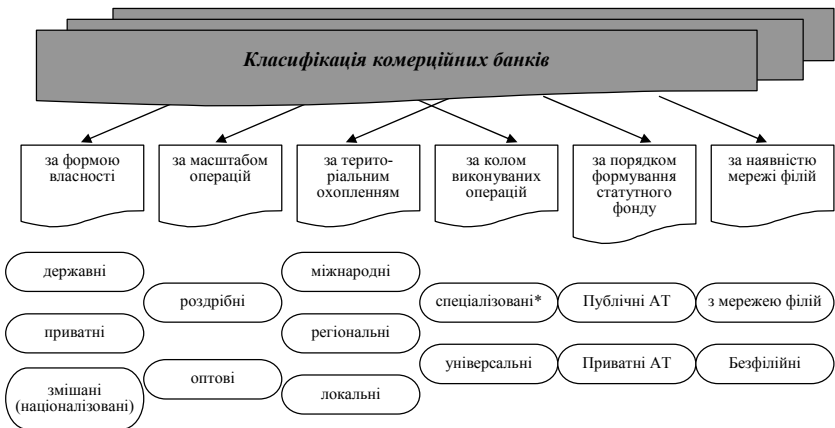 Класифікація комерційних банків
за формою
власності
за масштабом
операцій
за терито-
ріальним
охопленням
за колом
виконуваних
операцій
за порядком
формування
статутного
фонду
за наявністю
мережі філій
державні
приватні
змішані
(націоналізовані)
роздрібні
оптові
міжнародні
регіональні
локальні
спеціалізовані*
універсальні
Публічні АТ
Приватні АТ
з мережею філій
Безфілійні